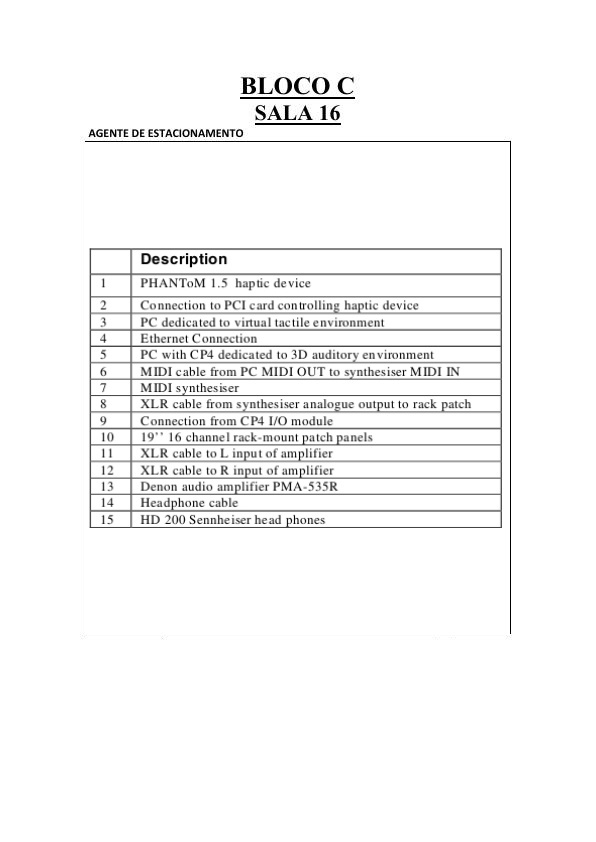 BLOCO C
SALA 16
AGENTE DE ESTACIONAMENTO
Description
1 PHANToM 1.5 haptic device
2 Connection to PCI card controlling haptic device
3 PC dedicated to virtual tactile environment
4 Ethernet Connection
5 PC with CP4 dedicated to 3D auditory environment
6 MIDI cable from PC MIDI OUT to synthesiser MIDI IN
7 MIDI synthesiser
8 XLR cable from synthesiser analogue output to rack patch
9 Connection from CP4 I/O module
10 19’’ 16 channel rack-mount patch panels
11 XLR cable to L input of amplifier
12 XLR cable to R input of amplifier
13 Denon audio amplifier PMA-535R
14 Headphone cable
15 HD 200 Sennheiser head phones